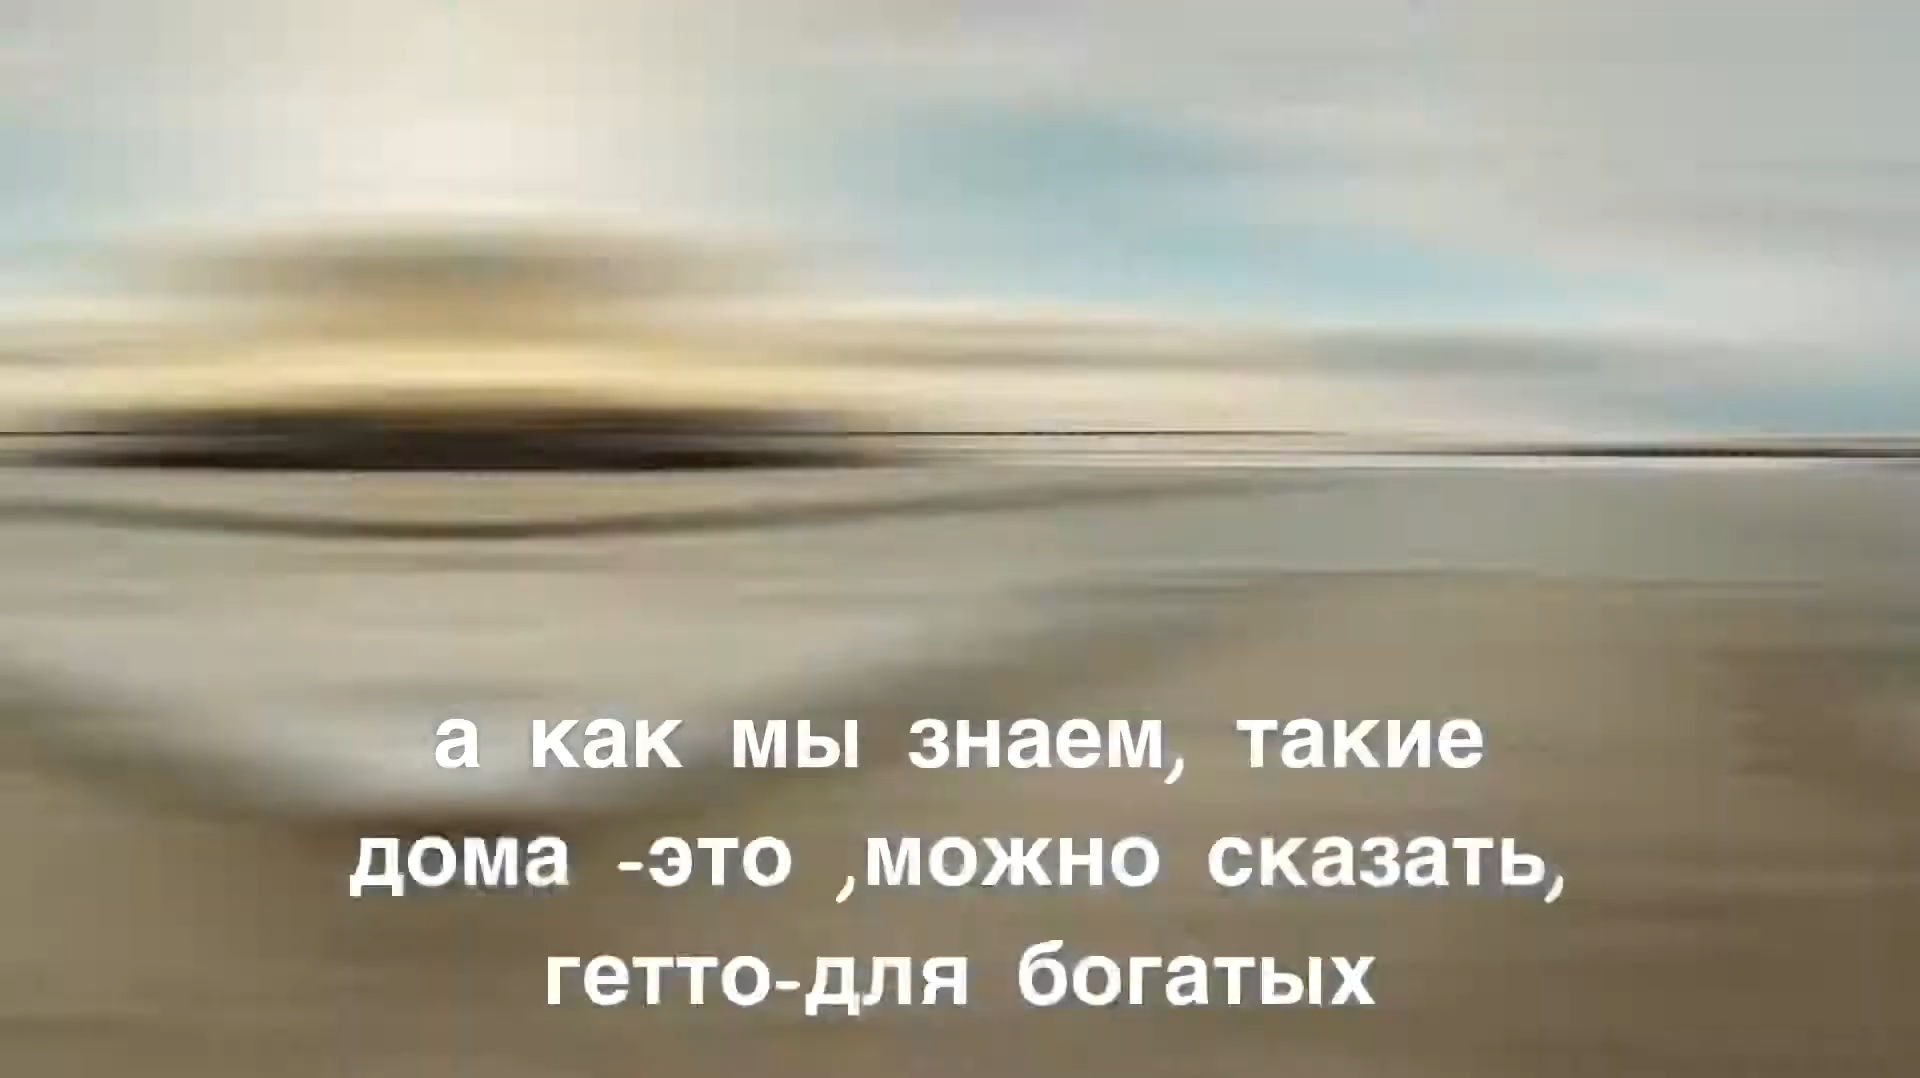 а как мы знаем, такие
дома -это ,можно сказать,
гетто-для богатых